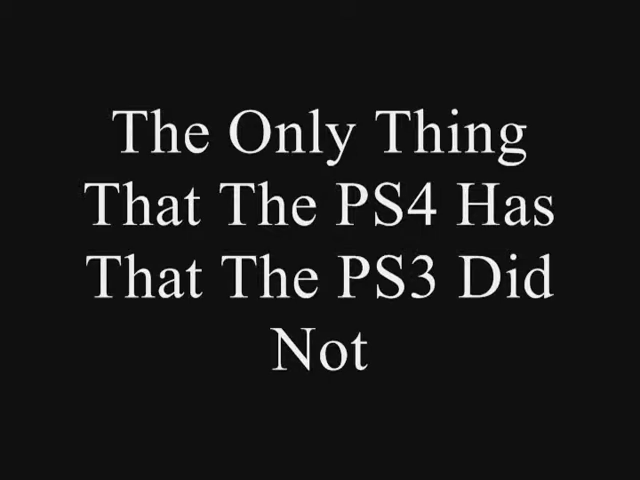 The Only Thing
That The PS4 Has
That The PS3 Did
Not